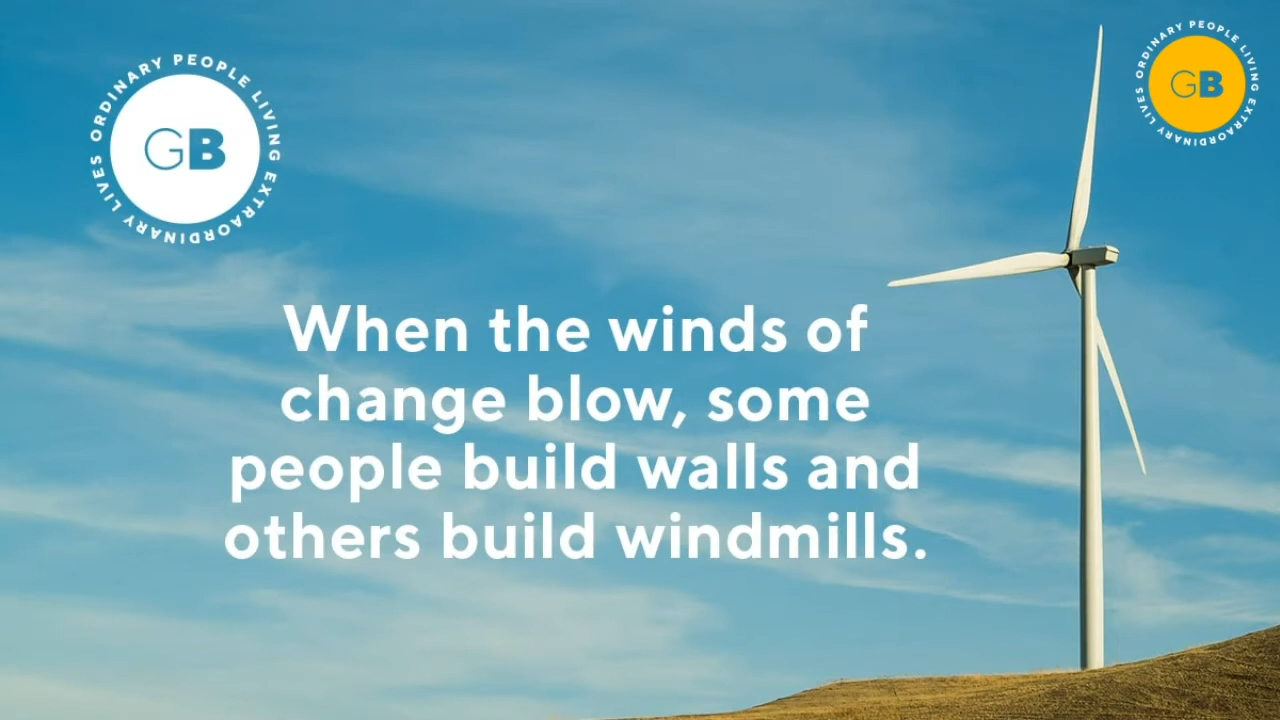 ORDINARY PEOPLE LIVING EXTRAORDINARY LIVES
GB
ORDINARY PEOPLE LIVING EXTRAORDINARY LIVES
GB
When the winds of
change blow, some
people build walls and
others build windmills.